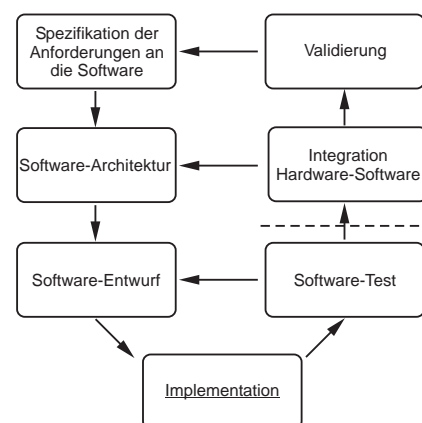 Spezifikation der
Anforderungen an
die Software
Validierung
Software-Architektur
Integration
Hardware-Software
Software-Entwurf
Software-Test
Implementation